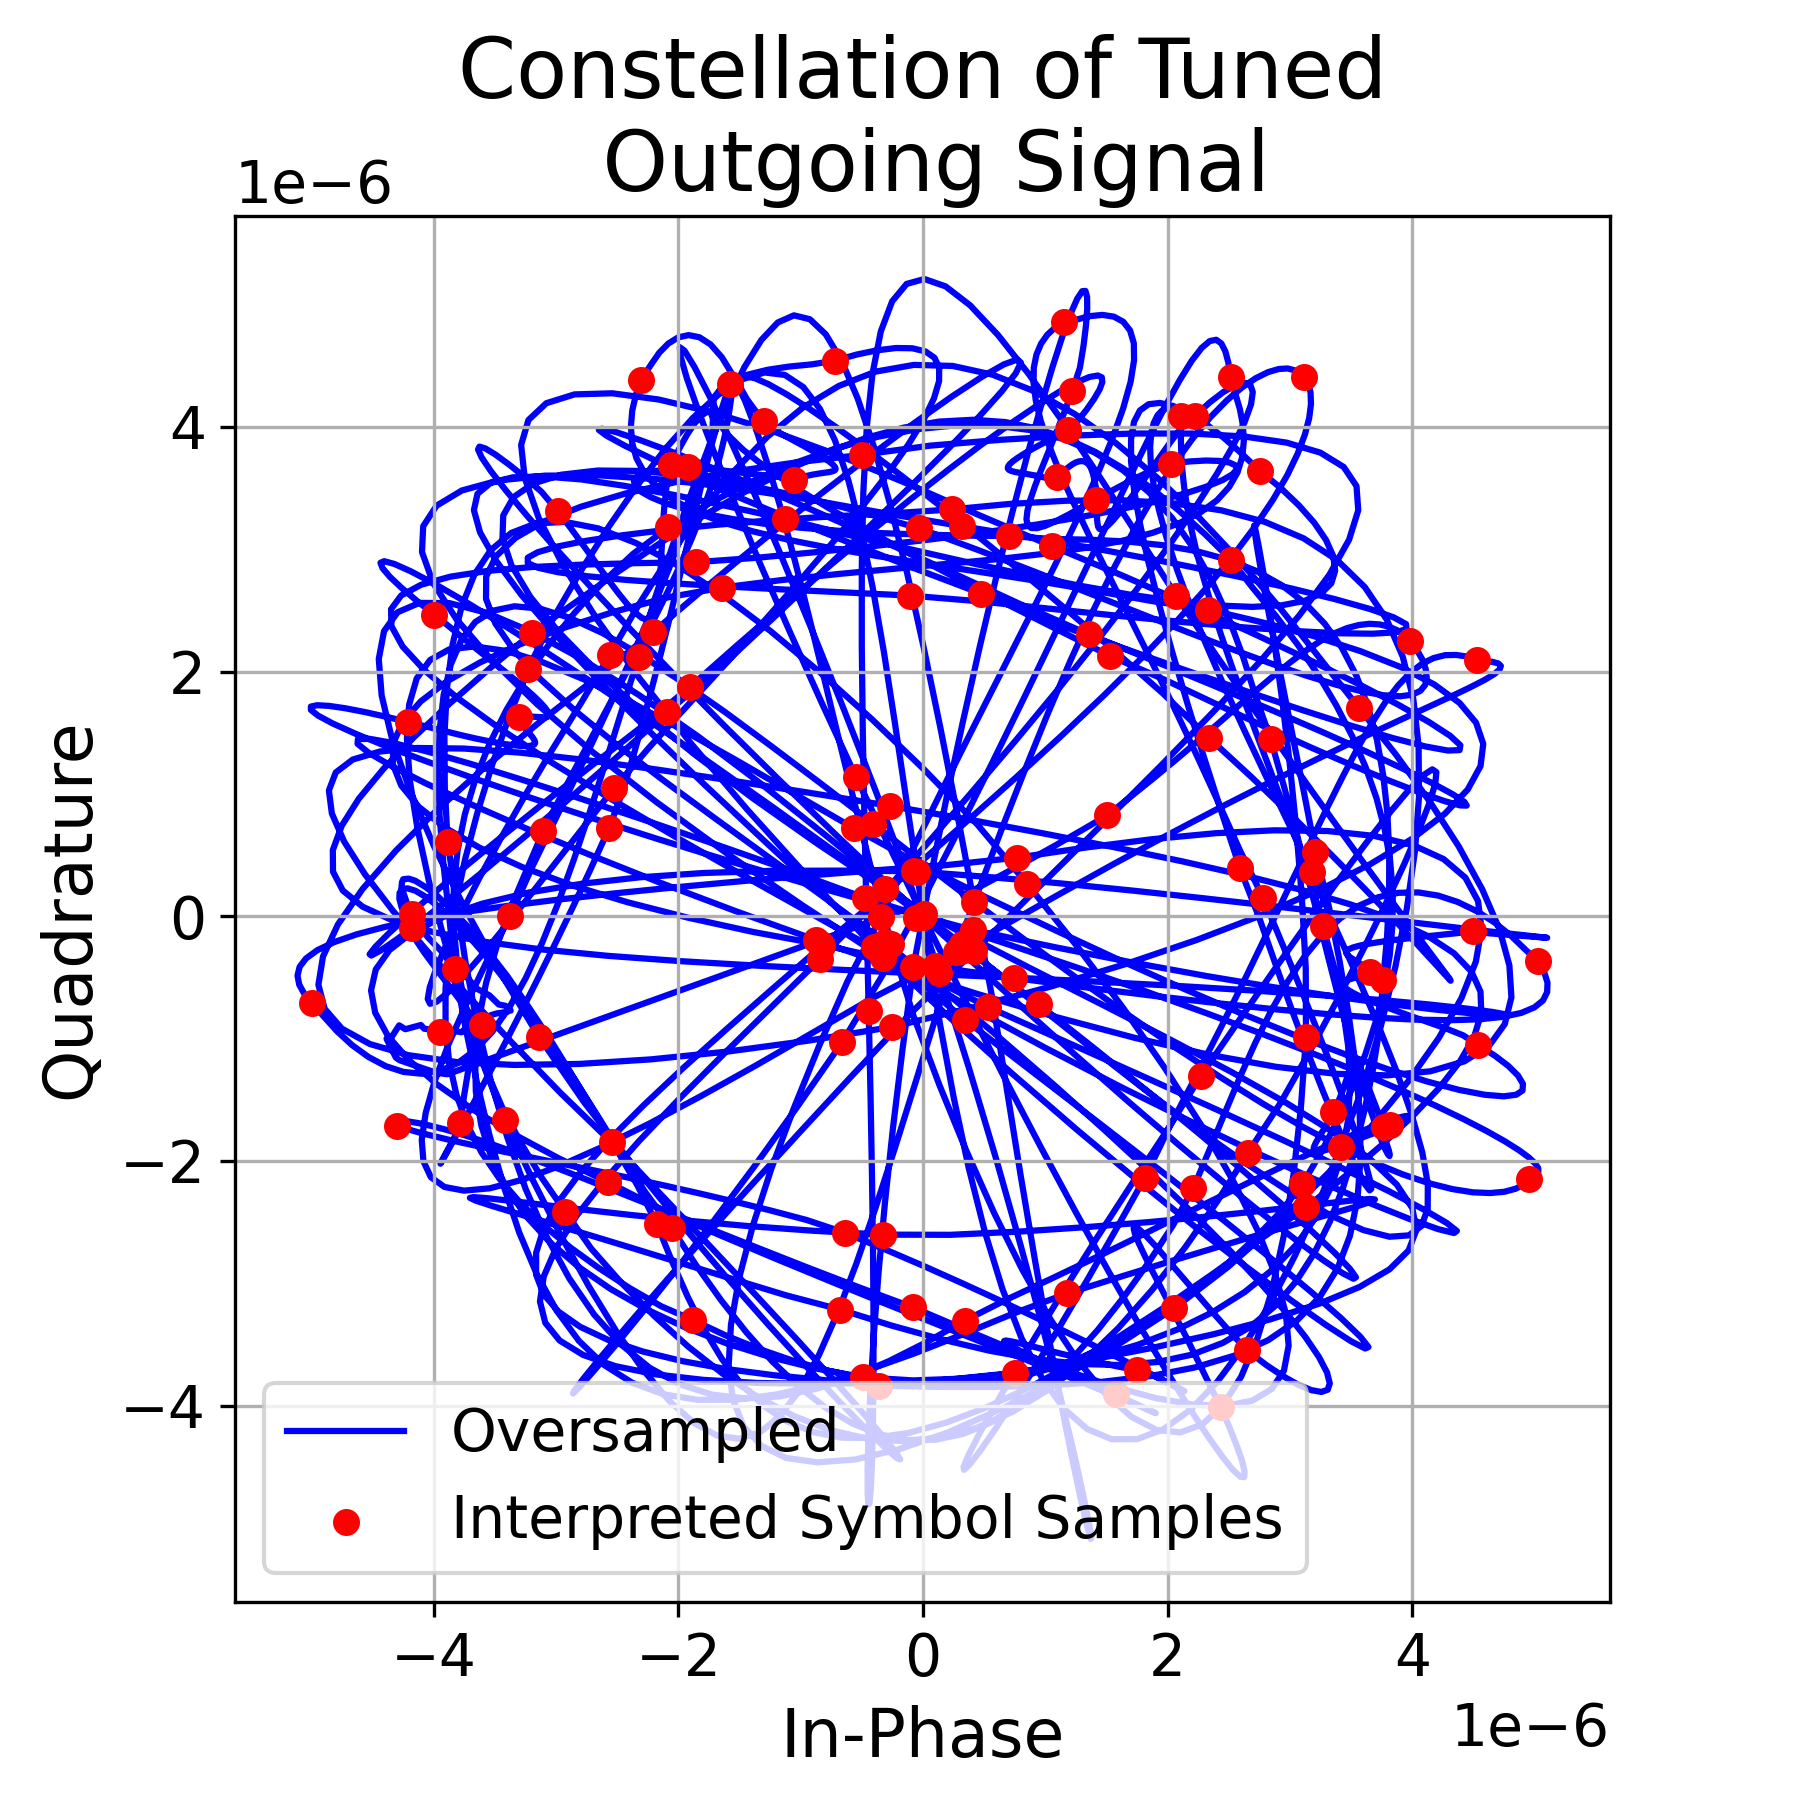 Constellation of Tuned
Outgoing Signal
1e−6
4
2
0
−2
−4
Quadrature
Oversampled
Interpreted Symbol Samples
−4 −2 0 2 4
1e−6
In-Phase